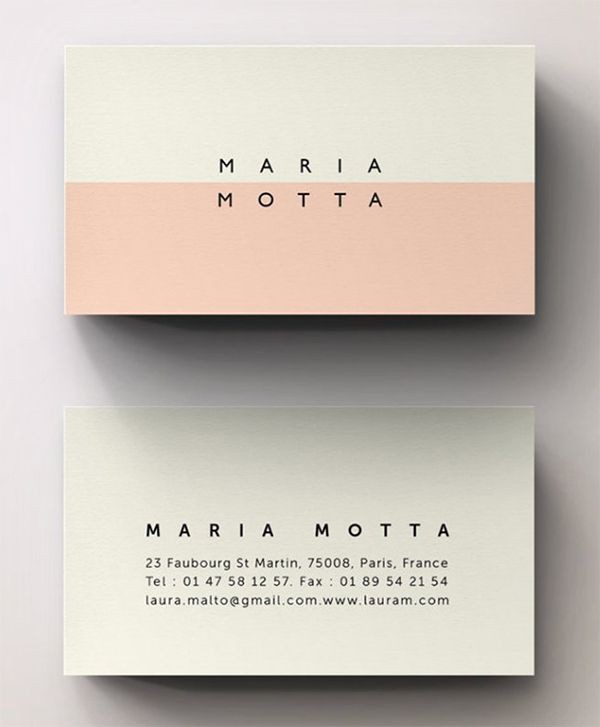 MARIA
MOTTA
MARIA MOTTA
23 Faubourg St Martin, 75008, Paris, France
Tel : 01 47 58 12 57. Fax : 01 89 54 21 54
laura.malto@gmail.com.www.lauram.com